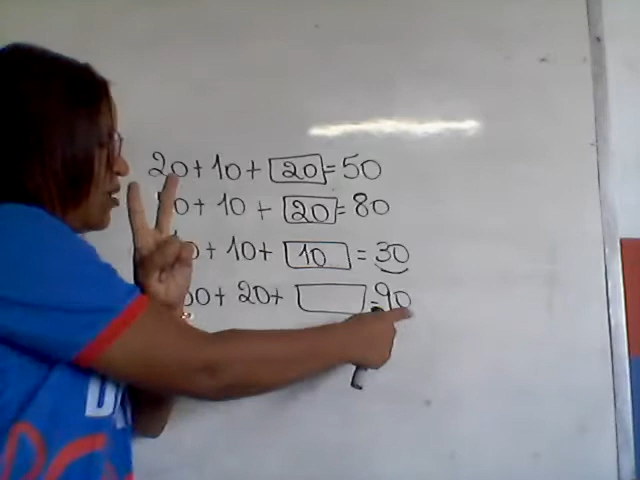 20+10+ 20 = 50
0+ 10 + 20 = 80
0+ 10+ 10 = 30
0+ 20+ = 90